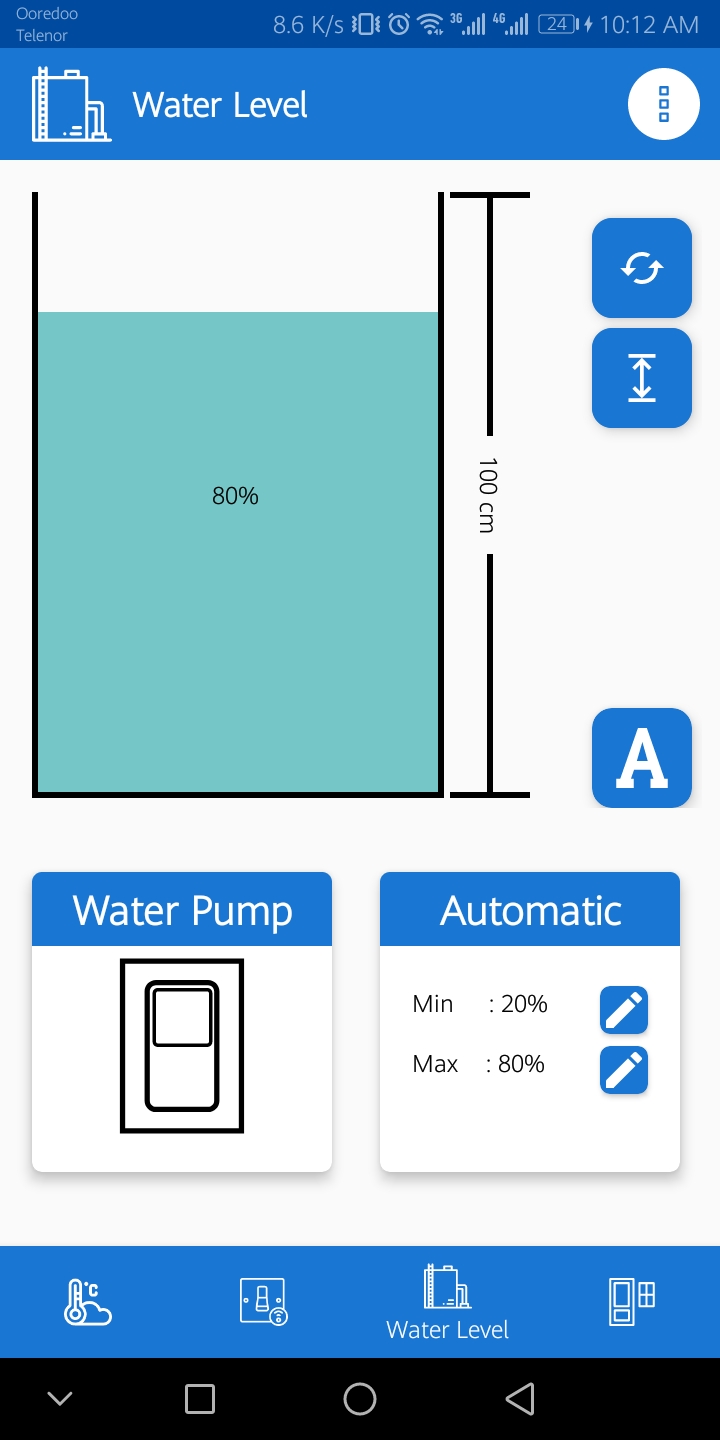 Ooredoo
Telenor
8.6 K/s 3G 4G 24 10:12 AM
Water Level
80%
100 cm
A
Water Pump
Automatic
Min : 20%
Max : 80%
°C
Water Level